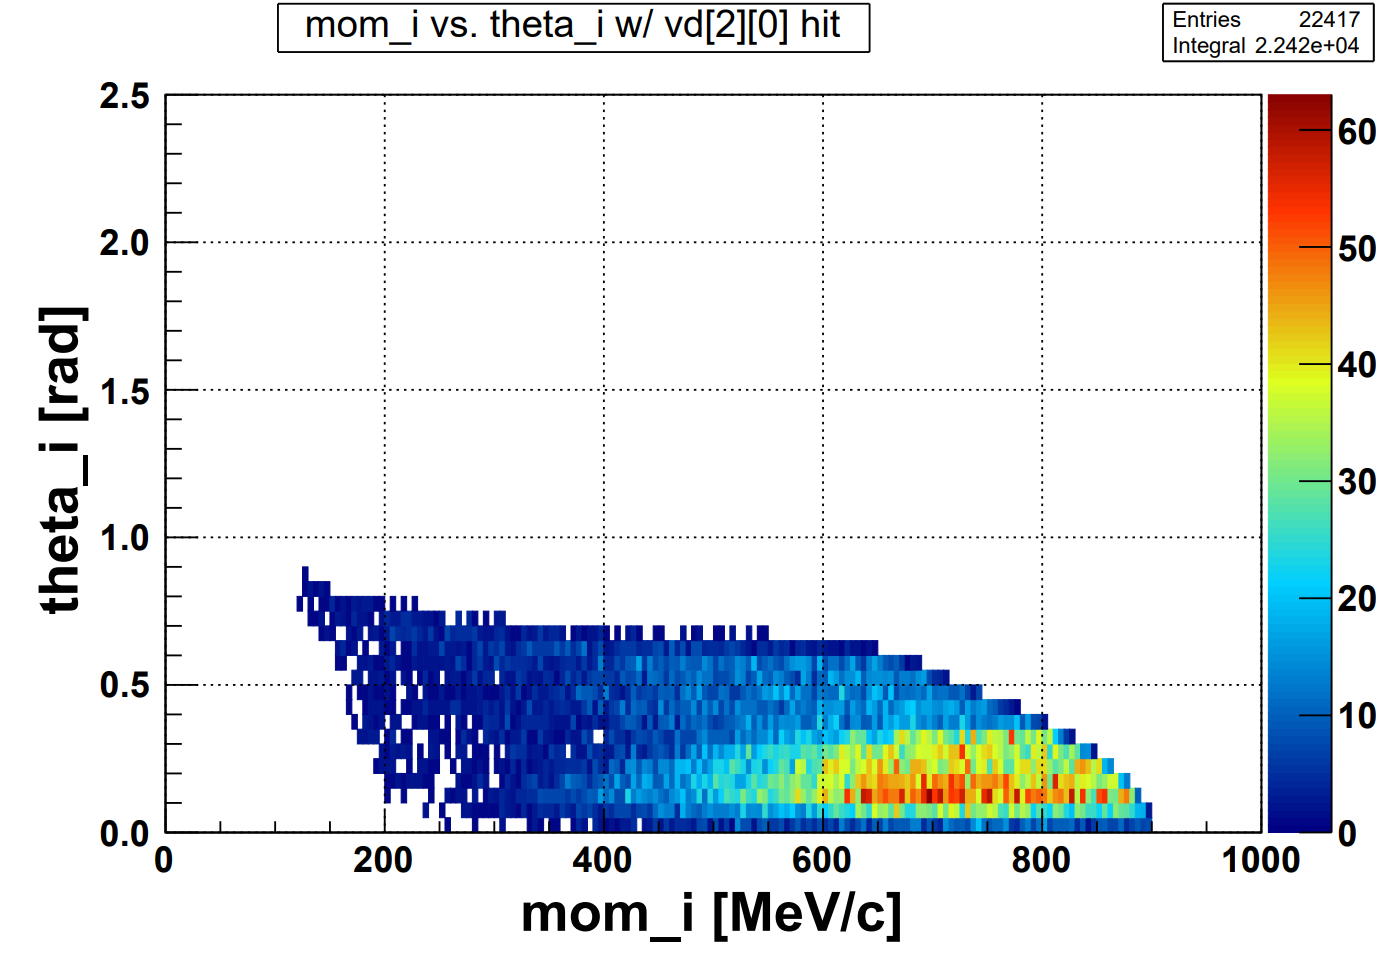 mom_i vs. theta_i w/ vd[2][0] hit
Entries 22417
Integral 2.242e+04
2.5
2.0
1.5
1.0
0.5
0.0
theta_i [rad]
0 200 400 600 800 1000
mom_i [MeV/c]
60
50
40
30
20
10
0